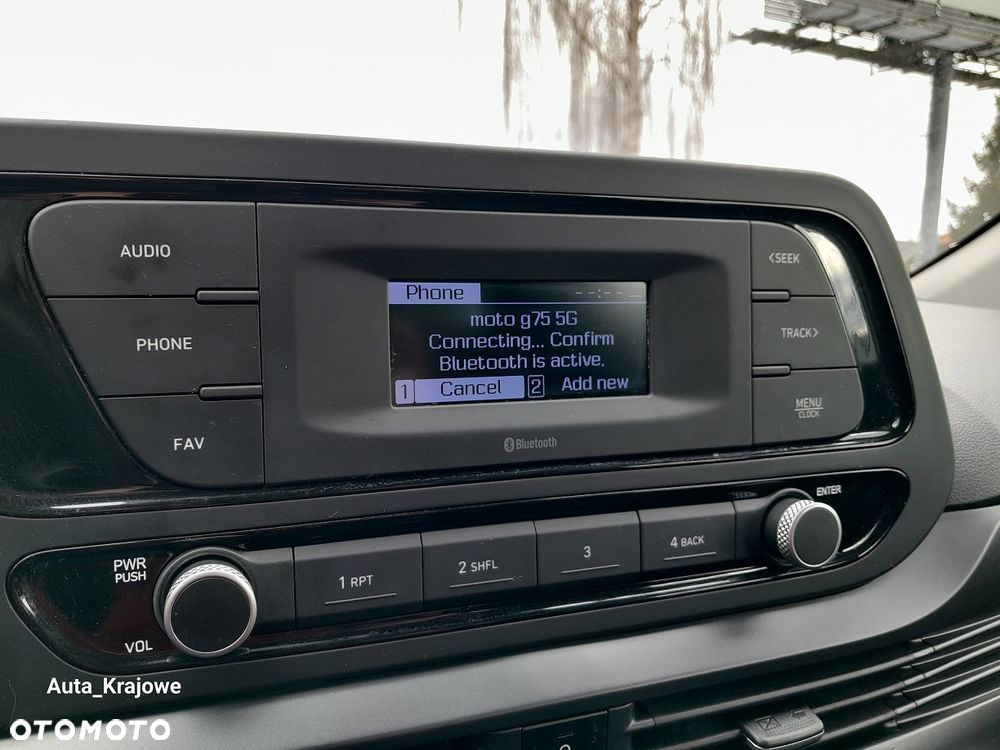 AUDIO
PHONE
FAV
Phone
--:--
moto g75 5G
Connecting... Confirm
Bluetooth is active.
1 Cancel 2 Add new
Bluetooth
<SEEK
TRACK>
MENU
CLOCK
PWR
PUSH
VOL
1 RPT
2 SHFL
3
4 BACK
ENTER
Auta_Krajowe
OTOMOTO